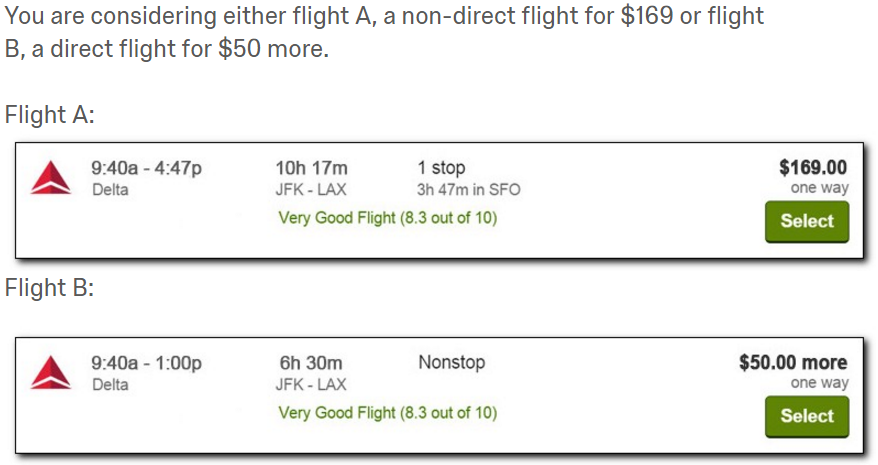 You are considering either flight A, a non-direct flight for $169 or flight
B, a direct flight for $50 more.
Flight A:
9:40a - 4:47p 10h 17m 1 stop $169.00
Delta JFK - LAX 3h 47m in SFO one way
Very Good Flight (8.3 out of 10) Select
Flight B:
9:40a - 1:00p 6h 30m Nonstop $50.00 more
Delta JFK - LAX one way
Very Good Flight (8.3 out of 10) Select